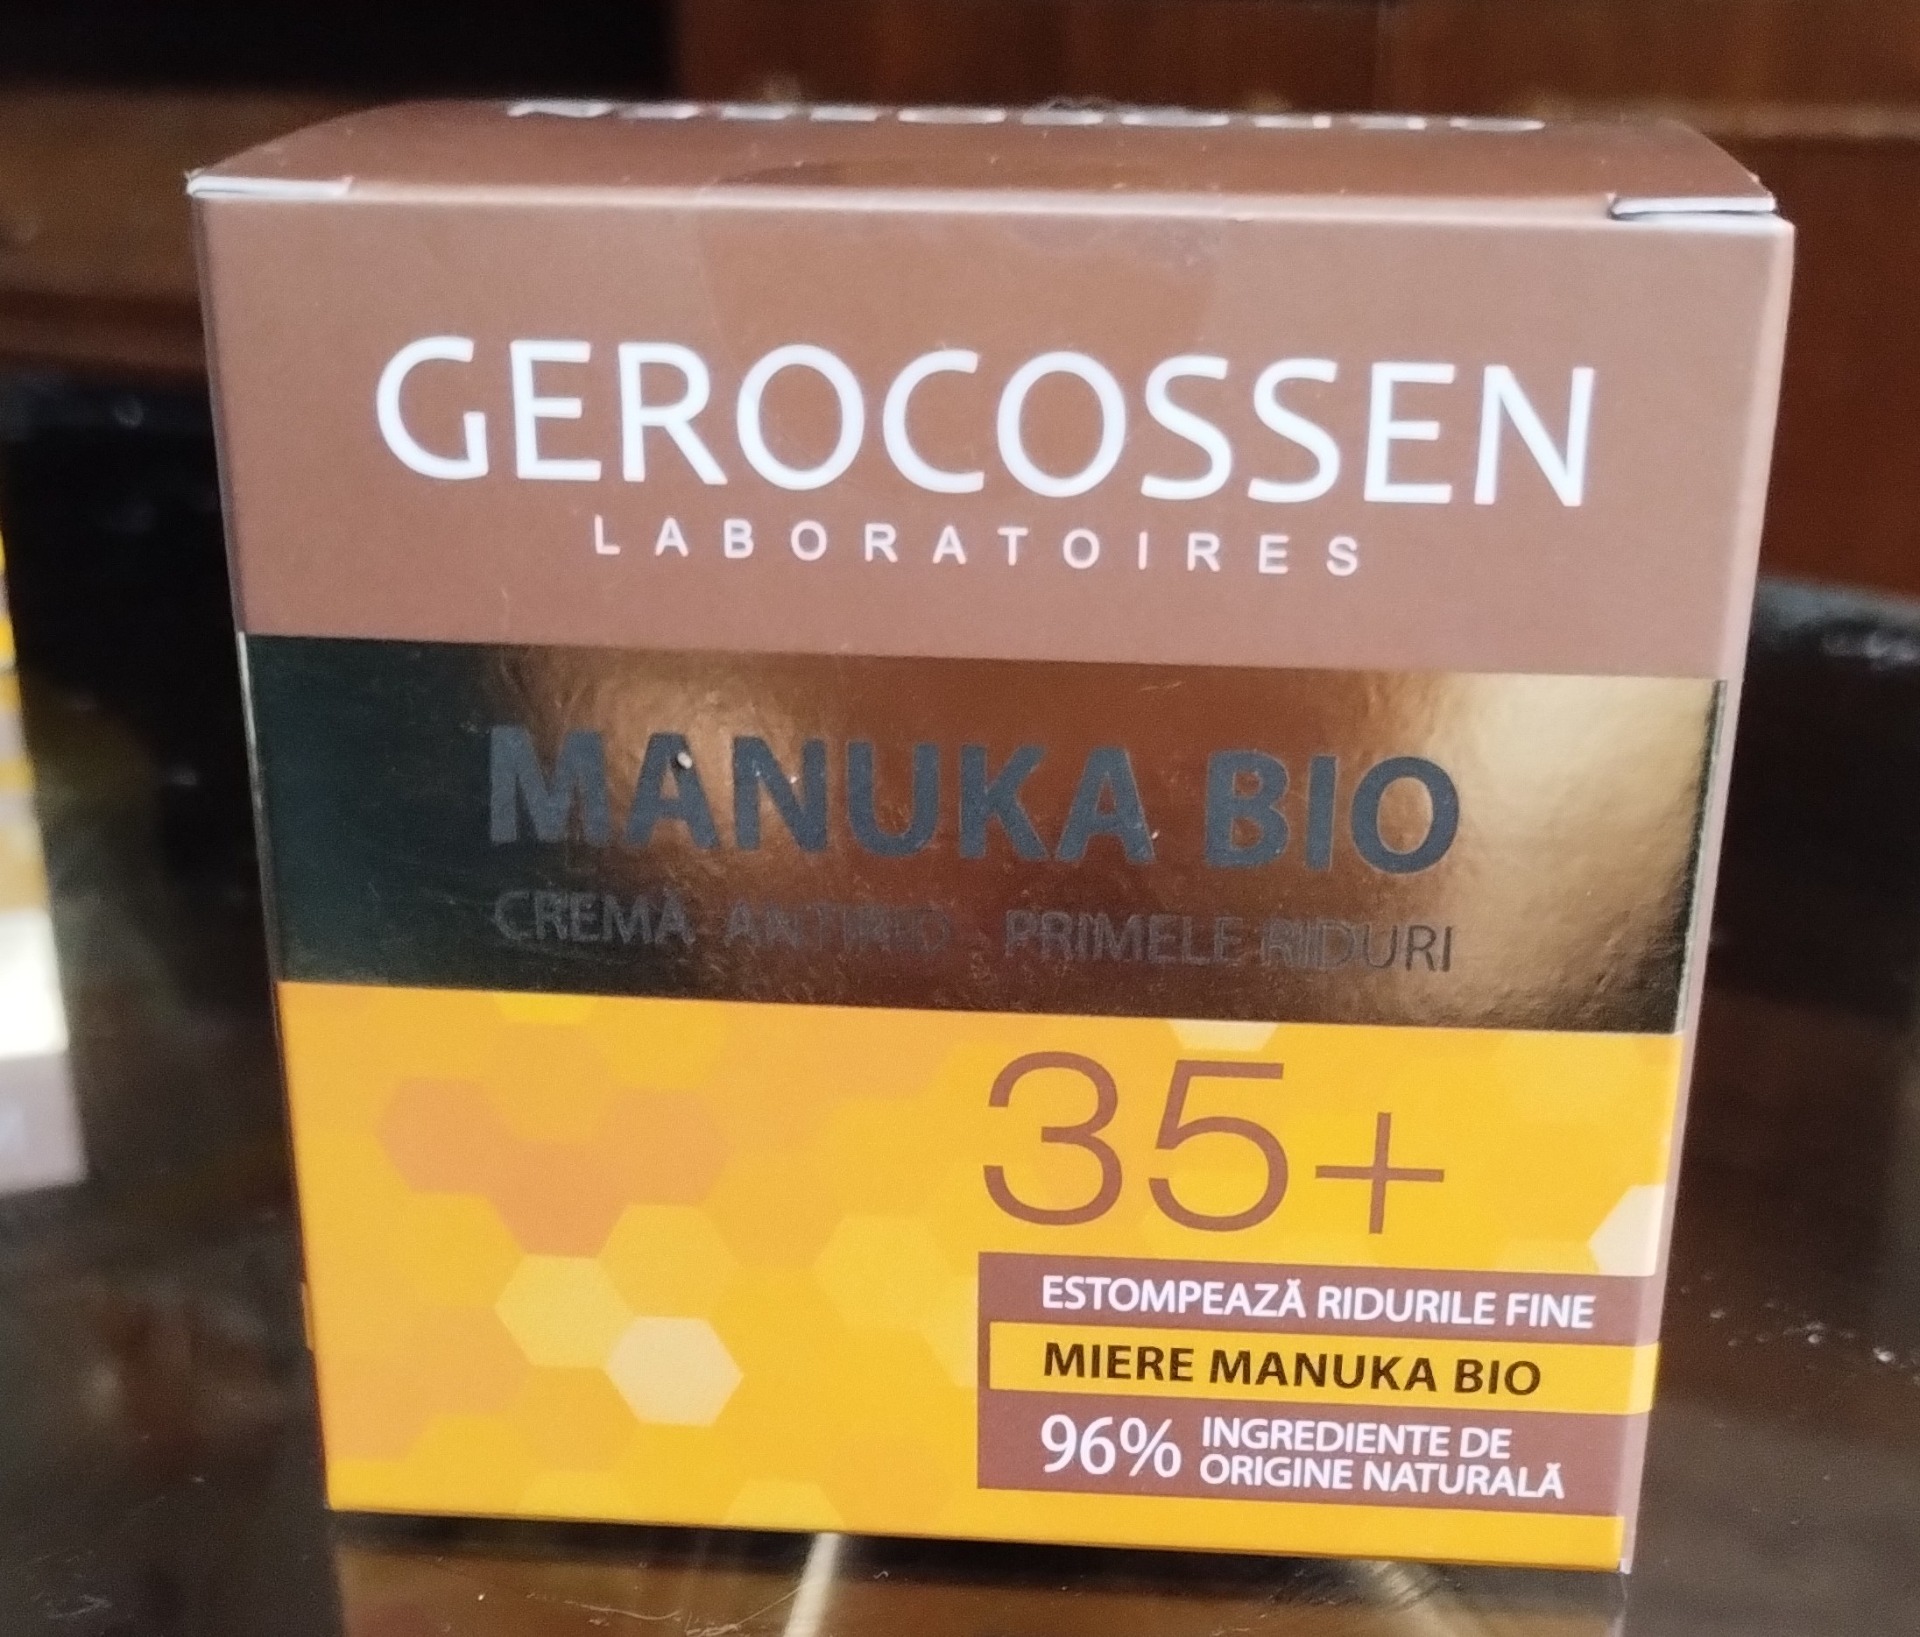 GEROCOSSEN
LABORATOIRES
MANUKA BIO
CREMĂ ANTIRID PRIMELE RIDURI
35+
ESTOMPEAZĂ RIDURILE FINE
MIERE MANUKA BIO
96% INGREDIENTE DE
ORIGINE NATURALĂ